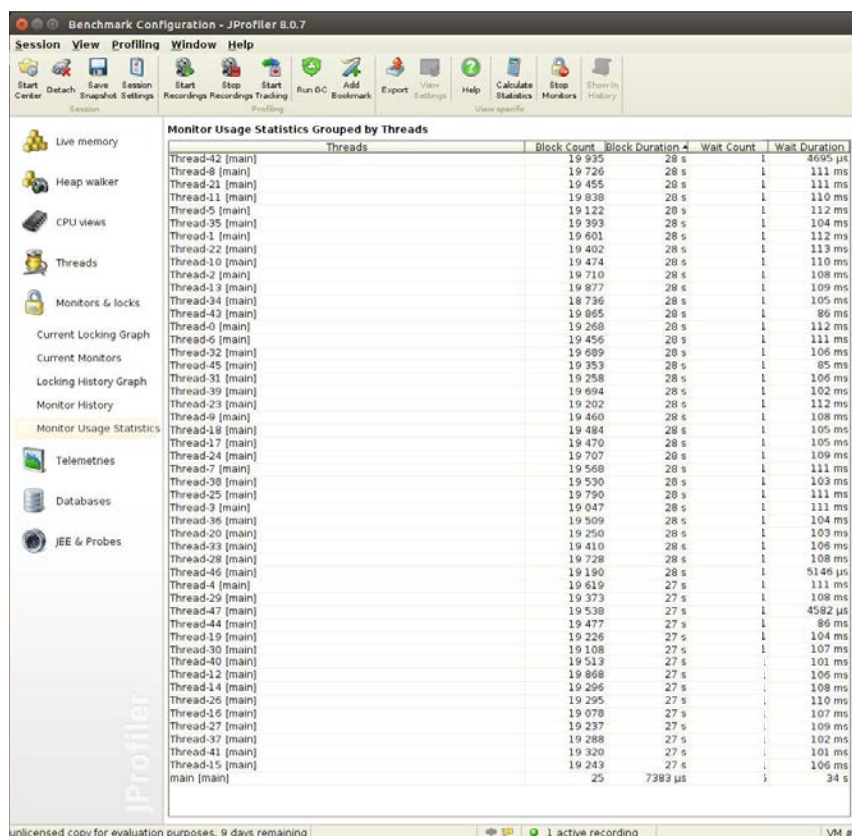 Benchmark Configuration - JProfiler 8.0.7
Session View Profiling Window Help
Start Center Detach Save Snapshot Session Settings Start Recordings Stop Recordings Start Tracking Run GC Add Bookmark Export View Settings Help Calculate Statistics Stop Monitors Show in History
Session Profiling View specific
Live memory
Heap walker
CPU views
Threads
Monitors & locks
Current Locking Graph
Current Monitors
Locking History Graph
Monitor History
Monitor Usage Statistics
Telemetries
Databases
JEE & Probes
JProfiler
Monitor Usage Statistics Grouped by Threads
Threads Block Count Block Duration Wait Count Wait Duration
Thread-42 [main] 19 935 28 s 1 4695 µs
Thread-8 [main] 19 726 28 s 1 111 ms
Thread-21 [main] 19 455 28 s 1 111 ms
Thread-11 [main] 19 838 28 s 1 110 ms
Thread-5 [main] 19 122 28 s 1 112 ms
Thread-35 [main] 19 393 28 s 1 104 ms
Thread-1 [main] 19 601 28 s 1 112 ms
Thread-22 [main] 19 402 28 s 1 113 ms
Thread-10 [main] 19 474 28 s 1 110 ms
Thread-2 [main] 19 710 28 s 1 108 ms
Thread-13 [main] 19 877 28 s 1 109 ms
Thread-34 [main] 18 736 28 s 1 105 ms
Thread-43 [main] 19 865 28 s 1 86 ms
Thread-0 [main] 19 268 28 s 1 112 ms
Thread-6 [main] 19 456 28 s 1 111 ms
Thread-32 [main] 19 689 28 s 1 106 ms
Thread-45 [main] 19 353 28 s 1 85 ms
Thread-31 [main] 19 258 28 s 1 106 ms
Thread-39 [main] 19 694 28 s 1 102 ms
Thread-23 [main] 19 202 28 s 1 112 ms
Thread-9 [main] 19 460 28 s 1 108 ms
Thread-18 [main] 19 484 28 s 1 105 ms
Thread-17 [main] 19 470 28 s 1 105 ms
Thread-24 [main] 19 707 28 s 1 109 ms
Thread-7 [main] 19 568 28 s 1 111 ms
Thread-38 [main] 19 530 28 s 1 103 ms
Thread-25 [main] 19 790 28 s 1 111 ms
Thread-3 [main] 19 047 28 s 1 111 ms
Thread-36 [main] 19 509 28 s 1 104 ms
Thread-20 [main] 19 250 28 s 1 103 ms
Thread-33 [main] 19 410 28 s 1 106 ms
Thread-28 [main] 19 728 28 s 1 108 ms
Thread-46 [main] 19 190 28 s 1 5146 µs
Thread-4 [main] 19 619 27 s 1 111 ms
Thread-29 [main] 19 373 27 s 1 108 ms
Thread-47 [main] 19 538 27 s 1 4582 µs
Thread-44 [main] 19 477 27 s 1 86 ms
Thread-19 [main] 19 226 27 s 1 104 ms
Thread-30 [main] 19 108 27 s 1 107 ms
Thread-40 [main] 19 513 27 s 101 ms
Thread-12 [main] 19 868 27 s 106 ms
Thread-14 [main] 19 296 27 s 108 ms
Thread-26 [main] 19 295 27 s 110 ms
Thread-16 [main] 19 078 27 s 107 ms
Thread-27 [main] 19 237 27 s 109 ms
Thread-37 [main] 19 288 27 s 102 ms
Thread-41 [main] 19 320 27 s 101 ms
Thread-15 [main] 19 243 27 s 106 ms
main [main] 25 7383 µs 34 s
unlicensed copy for evaluation purposes, 9 days remaining 1 active recording VM